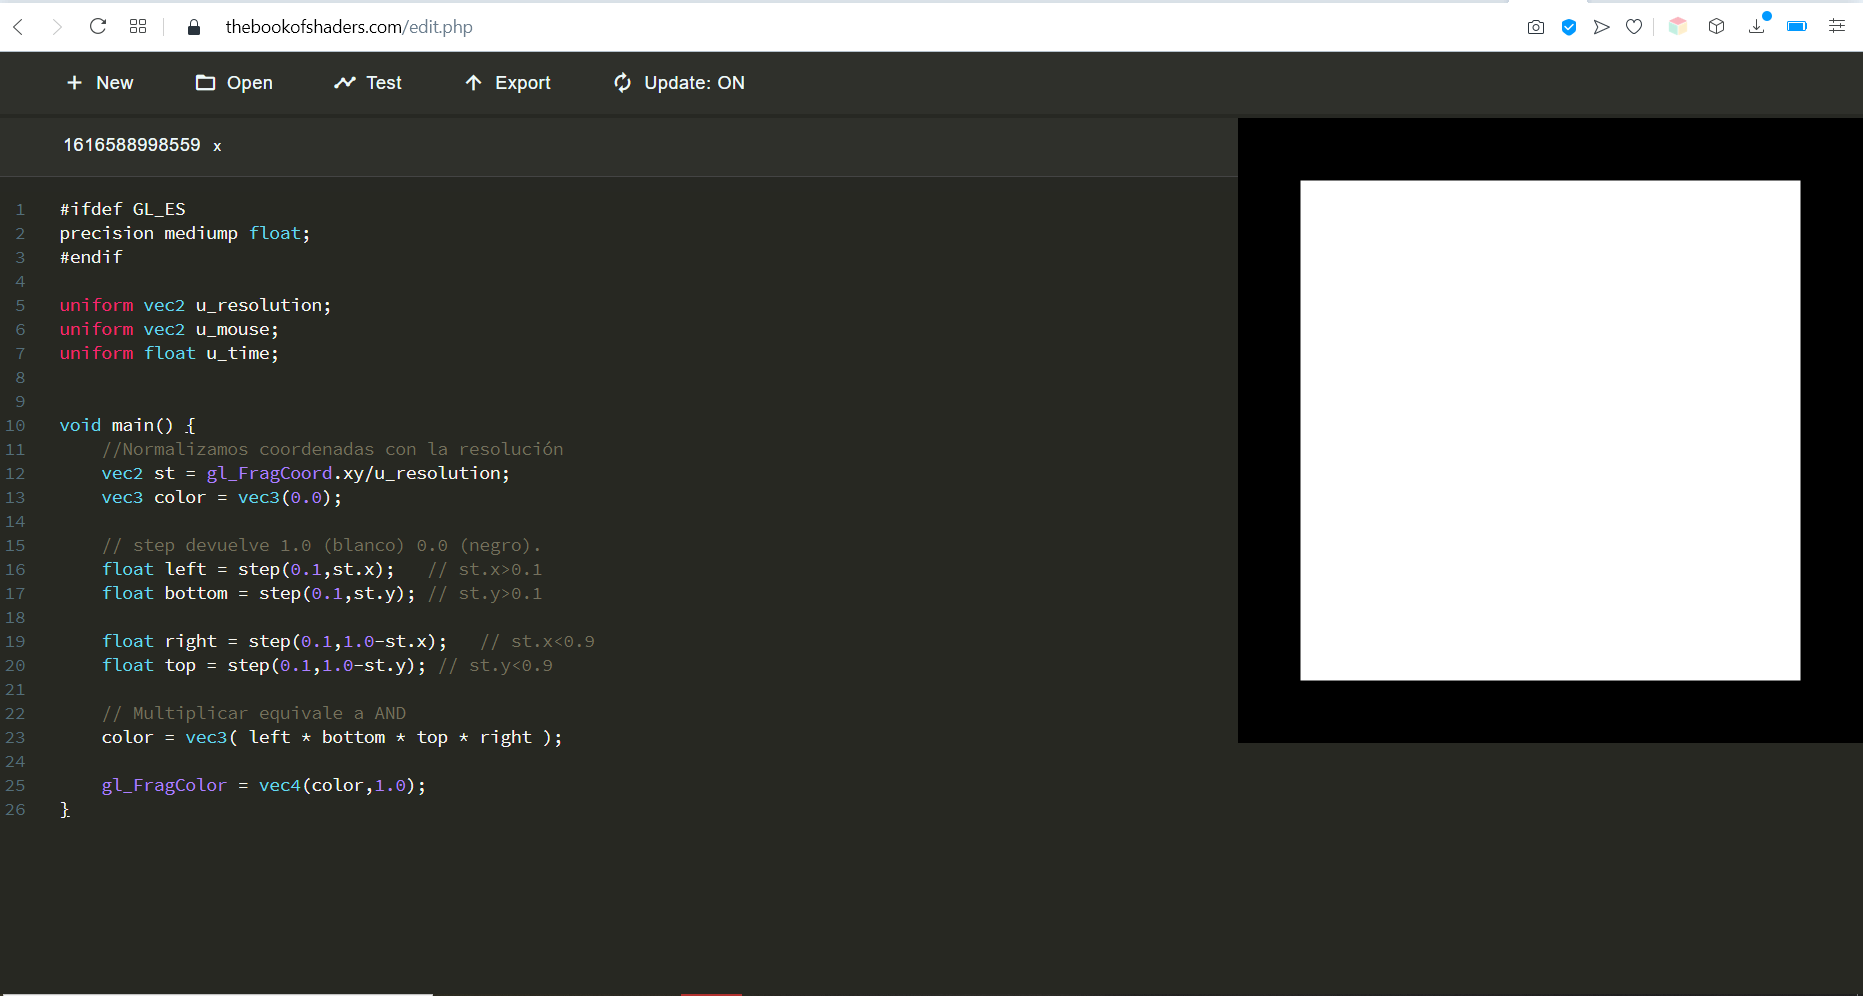 thebookofshaders.com/edit.php
New Open Test Export Update: ON
1616588998559 x
1 #ifdef GL_ES
2 precision mediump float;
3 #endif
4
5 uniform vec2 u_resolution;
6 uniform vec2 u_mouse;
7 uniform float u_time;
8
9
10 void main() {
11 //Normalizamos coordenadas con la resolución
12 vec2 st = gl_FragCoord.xy/u_resolution;
13 vec3 color = vec3(0.0);
14
15 // step devuelve 1.0 (blanco) 0.0 (negro).
16 float left = step(0.1,st.x); // st.x>0.1
17 float bottom = step(0.1,st.y); // st.y>0.1
18
19 float right = step(0.1,1.0-st.x); // st.x<0.9
20 float top = step(0.1,1.0-st.y); // st.y<0.9
21
22 // Multiplicar equivale a AND
23 color = vec3( left * bottom * top * right );
24
25 gl_FragColor = vec4(color,1.0);
26 }